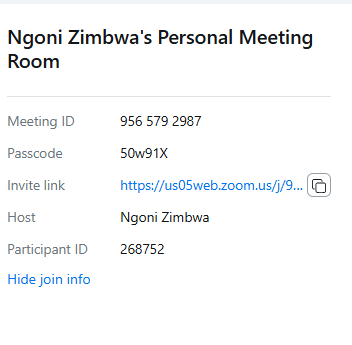 Ngoni Zimbwa's Personal Meeting
Room
Meeting ID 956 579 2987
Passcode 50w91X
Invite link https://us05web.zoom.us/j/9...
Host Ngoni Zimbwa
Participant ID 268752
Hide join info